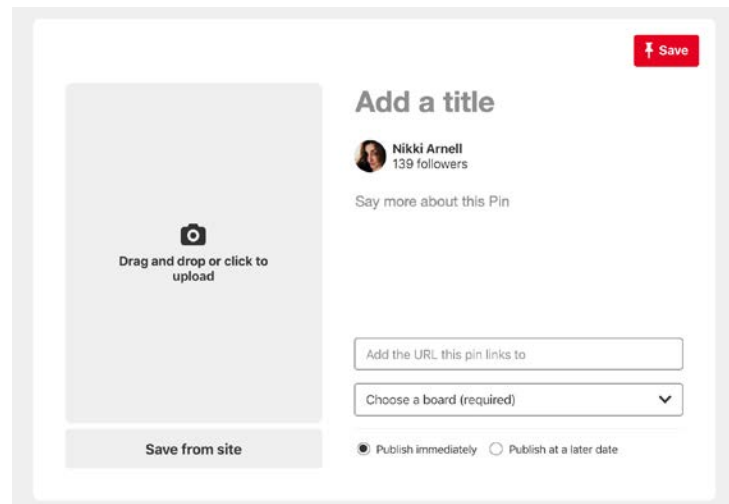 Save
Add a title
Nikki Arnell
139 followers
Say more about this Pin
Drag and drop or click to
upload
Add the URL this pin links to
Choose a board (required)
Save from site
Publish immediately
Publish at a later date